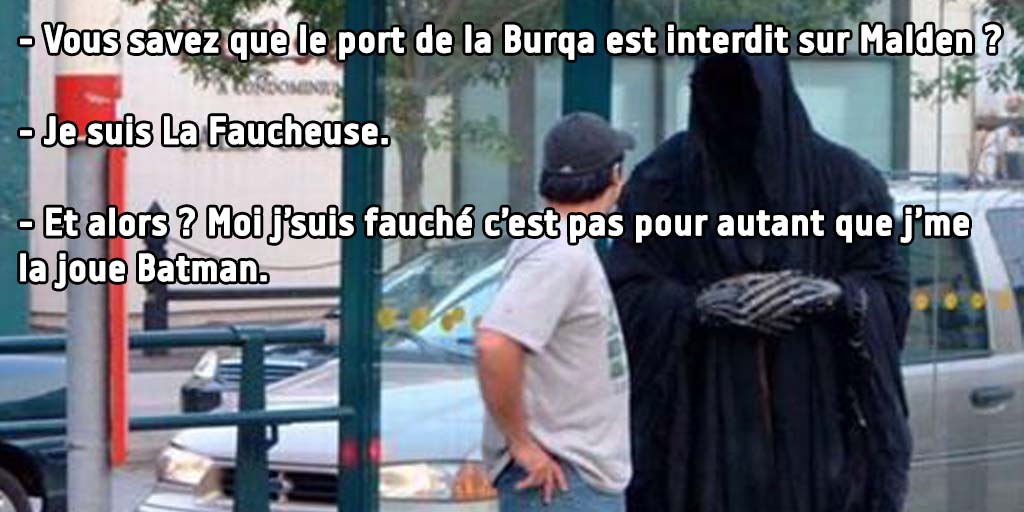 - Vous savez que le port de la Burqa est interdit sur Malden ?
- Je suis La Faucheuse.
- Et alors ? Moi j'suis fauché c'est pas pour autant que j'me
la joue Batman.
A CONDOMINIU